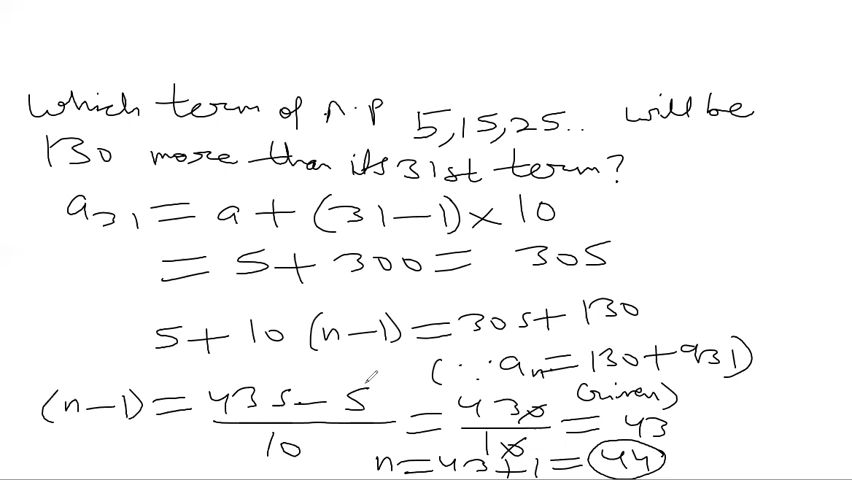 Which term of A.P 5,15,25.. will be
130 more than its 31st term?
a31 = a + (31-1) × 10
= 5 + 300 = 305
5 + 10 (n-1) = 305 + 130
(∵ an = 130 + a31)
(given)
(n-1) = 435 - 5 / 10 = 430 / 10 = 43
n = 43 + 1 = 44